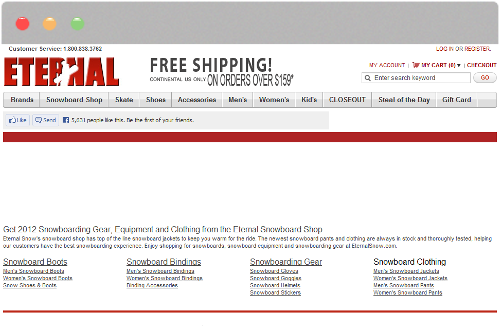 Customer Service: 1.800.838.3762
LOG IN OR REGISTER.
ETERNAL
FREE SHIPPING!
CONTINENTAL US ONLY ON ORDERS OVER $159*
MY ACCOUNT | MY CART (0) | CHECKOUT
Enter search keyword GO
Brands Snowboard Shop Skate Shoes Accessories Men's Women's Kid's CLOSEOUT Steal of the Day Gift Card
Like Send 5,631 people like this. Be the first of your friends.
Get 2012 Snowboarding Gear, Equipment and Clothing from the Eternal Snowboard Shop
Eternal Snow's snowboard shop has top of the line snowboard jackets to keep you warm for the ride. The newest snowboard pants and clothing are always in stock and thoroughly tested, helping
our customers have the best snowboarding experience. Enjoy shopping for snowboards, snowboard equipment and snowboarding gear at EternalSnow.com.
Snowboard Boots
Men's Snowboard Boots
Women's Snowboard Boots
Snow Shoes & Boots
Snowboard Bindings
Men's Snowboard Bindings
Women's Snowboard Bindings
Binding Accessories
Snowboarding Gear
Snowboard Gloves
Snowboard Goggles
Snowboard Helmets
Snowboard Stickers
Snowboard Clothing
Men's Snowboard Jackets
Women's Snowboard Jackets
Men's Snowboard Pants
Women's Snowboard Pants